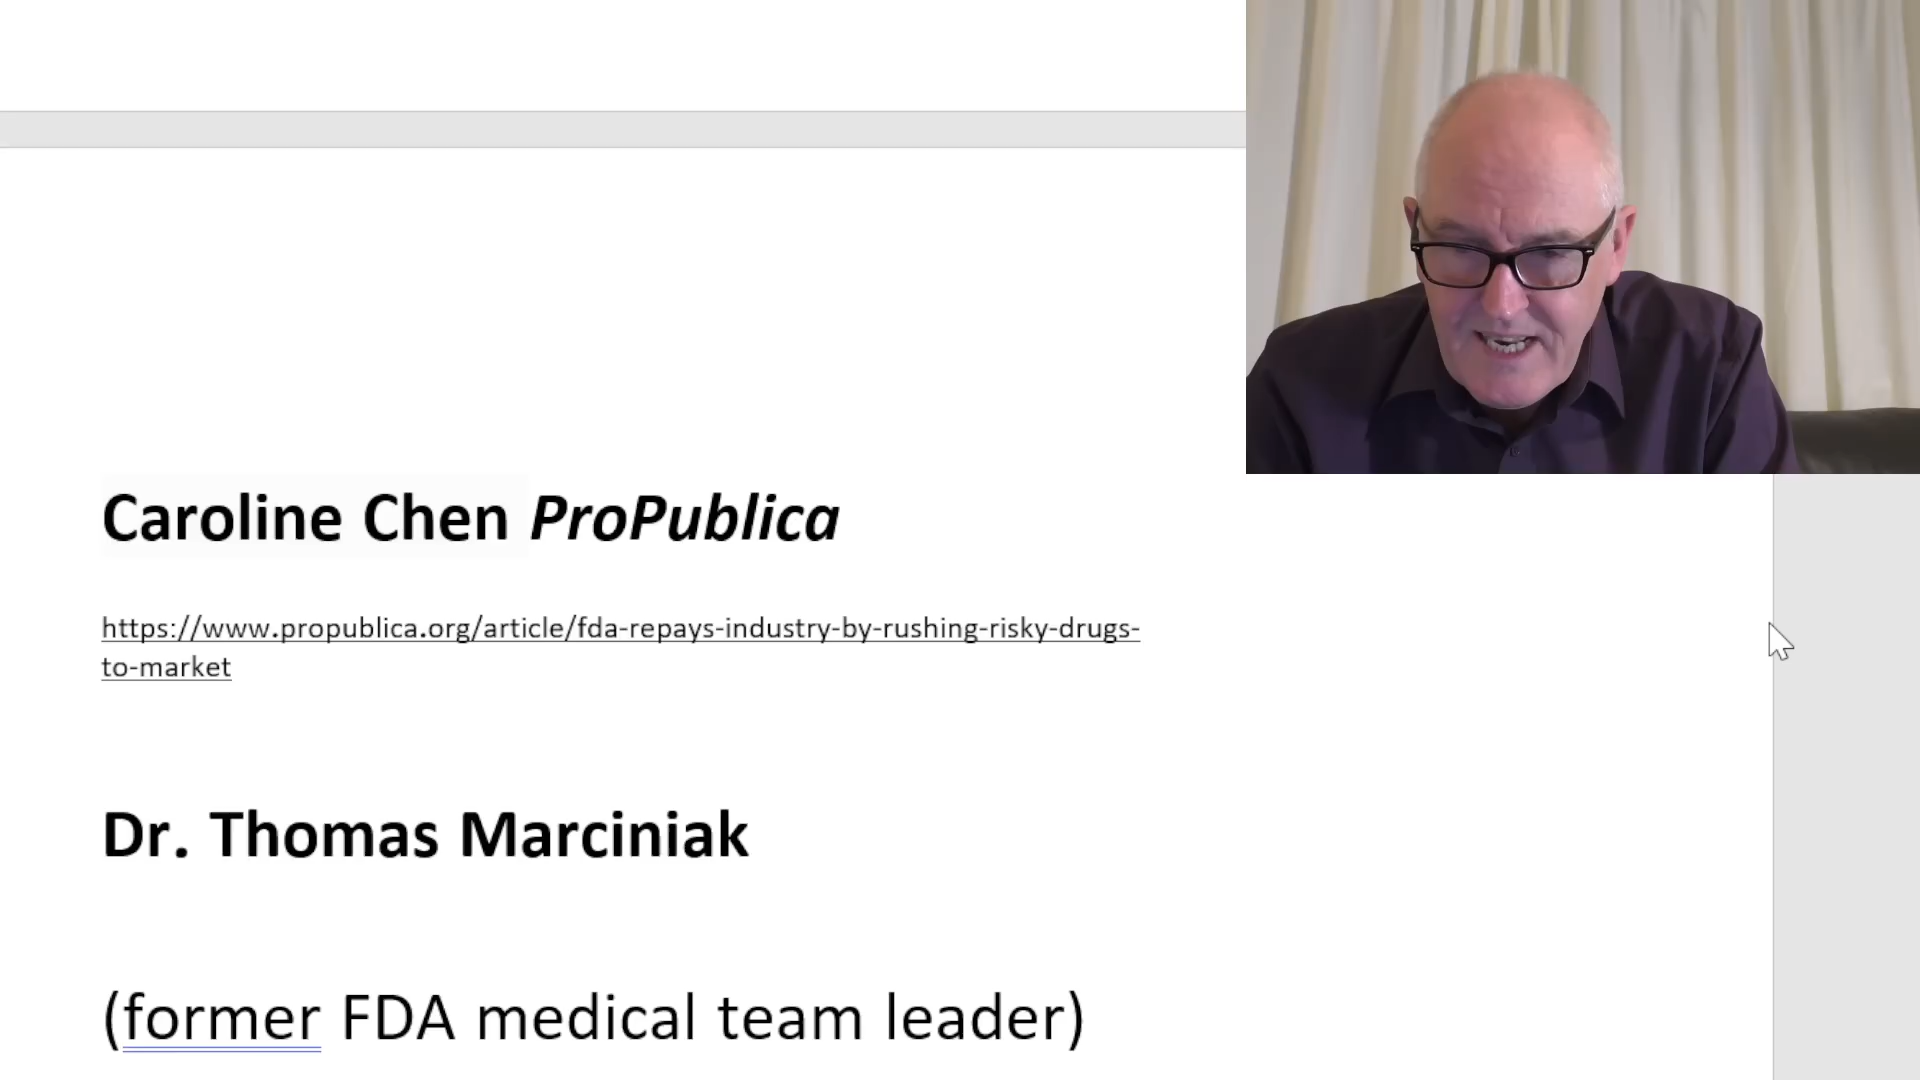 Caroline Chen ProPublica
https://www.propublica.org/article/fda-repays-industry-by-rushing-risky-drugs-
to-market
Dr. Thomas Marciniak
(former FDA medical team leader)